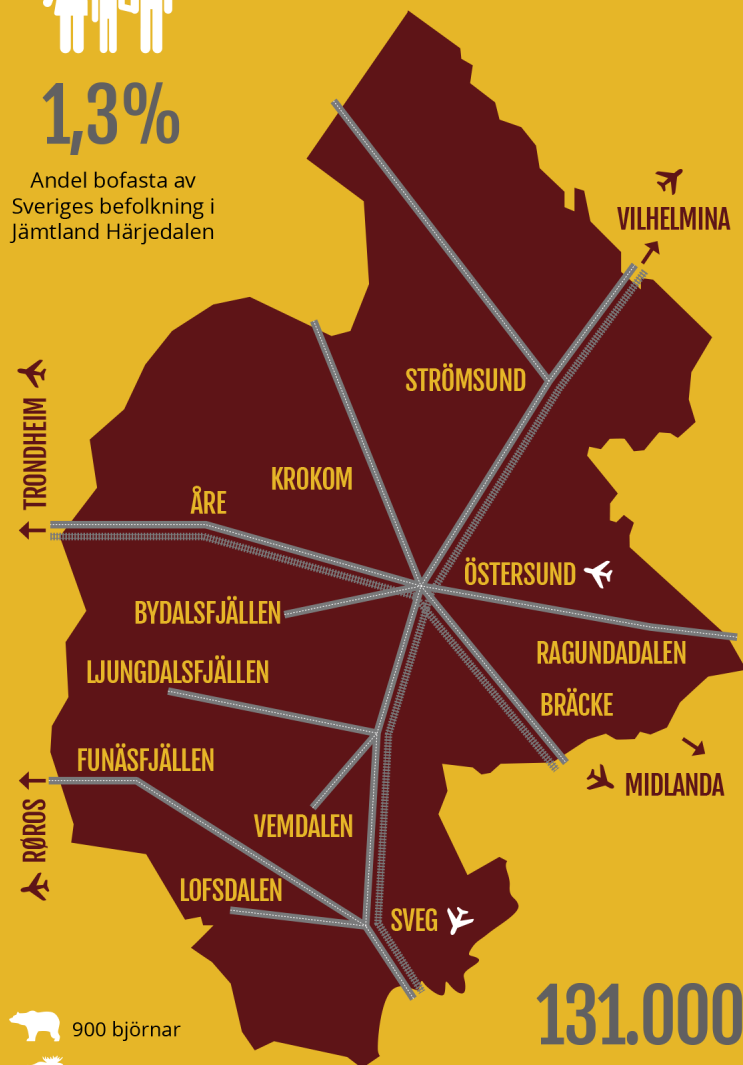 1,3%
Andel bofasta av
Sveriges befolkning i
Jämtland Härjedalen
VILHELMINA
STRÖMSUND
TRONDHEIM
KROKOM
ÅRE
ÖSTERSUND
BYDALSFJÄLLEN
RAGUNDADALEN
LJUNGDALSFJÄLLEN
BRÄCKE
FUNÄSFJÄLLEN
MIDLANDA
RØROS
VEMDALEN
LOFSDALEN
SVEG
131.000
900 björnar